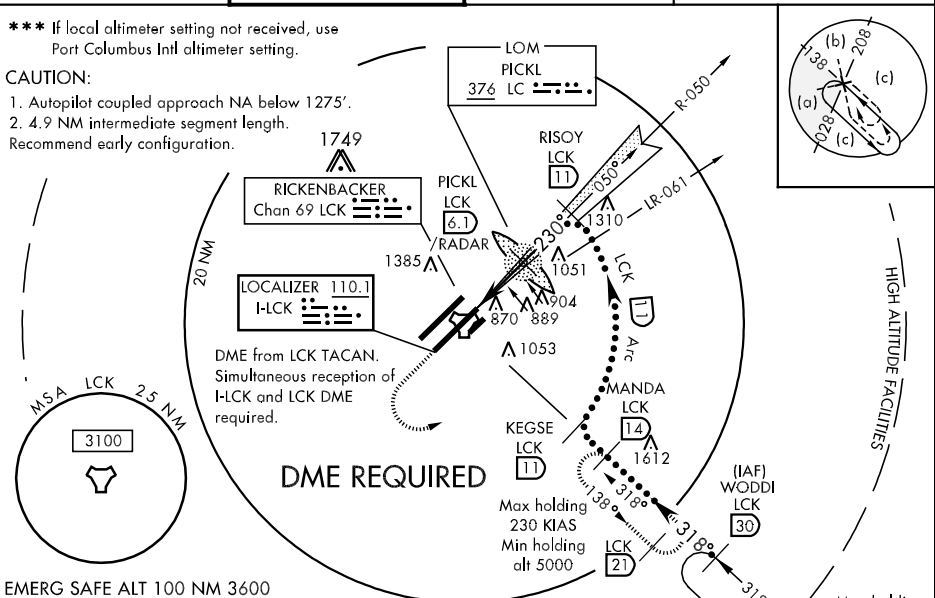 *** If local altimeter setting not received, use
Port Columbus Intl altimeter setting.
CAUTION:
1. Autopilot coupled approach NA below 1275'.
2. 4.9 NM intermediate segment length.
Recommend early configuration.
LOM
PICKL
376 LC
1749
RICKENBACKER
Chan 69 LCK
PICKL
LCK
6.1
RADAR
1385
RISOY
LCK
11
R-050
050°
LR-061
230°
1310
1051
904
889
870
1053
20 NM
LOCALIZER 110.1
I-LCK
DME from LCK TACAN.
Simultaneous reception of
I-LCK and LCK DME
required.
LCK
11
Arc
MANDA
LCK
14
1612
KEGSE
LCK
11
DME REQUIRED
Max holding
230 KIAS
Min holding
alt 5000
318°
138°
LCK
21
318°
(IAF)
WODDI
LCK
30
HIGH ALTITUDE FACILITIES
(b)
208
138
(c)
(a)
028
(c)
MSA LCK 25 NM
3100
EMERG SAFE ALT 100 NM 3600